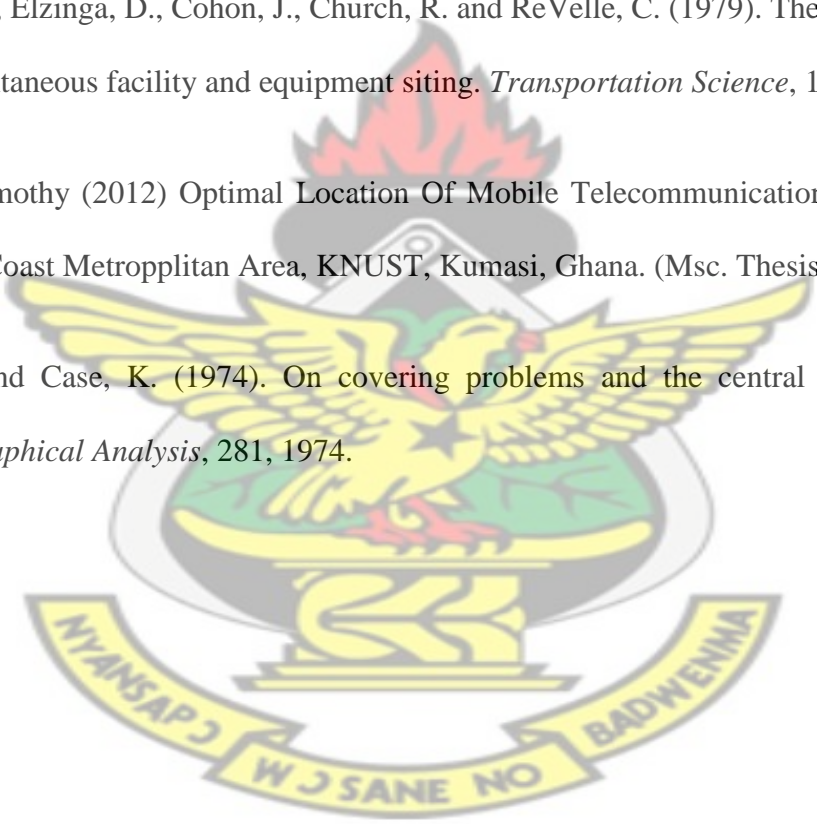 , Elzinga, D., Cohon, J., Church, R. and ReVelle, C. (1979). The
taneous facility and equipment siting. Transportation Science, 1
mothy (2012) Optimal Location Of Mobile Telecommunication
Coast Metropplitan Area, KNUST, Kumasi, Ghana. (Msc. Thesis
nd Case, K. (1974). On covering problems and the central
aphical Analysis, 281, 1974.
NYANSAPƆ
WƆSANE NO
BADWENMA